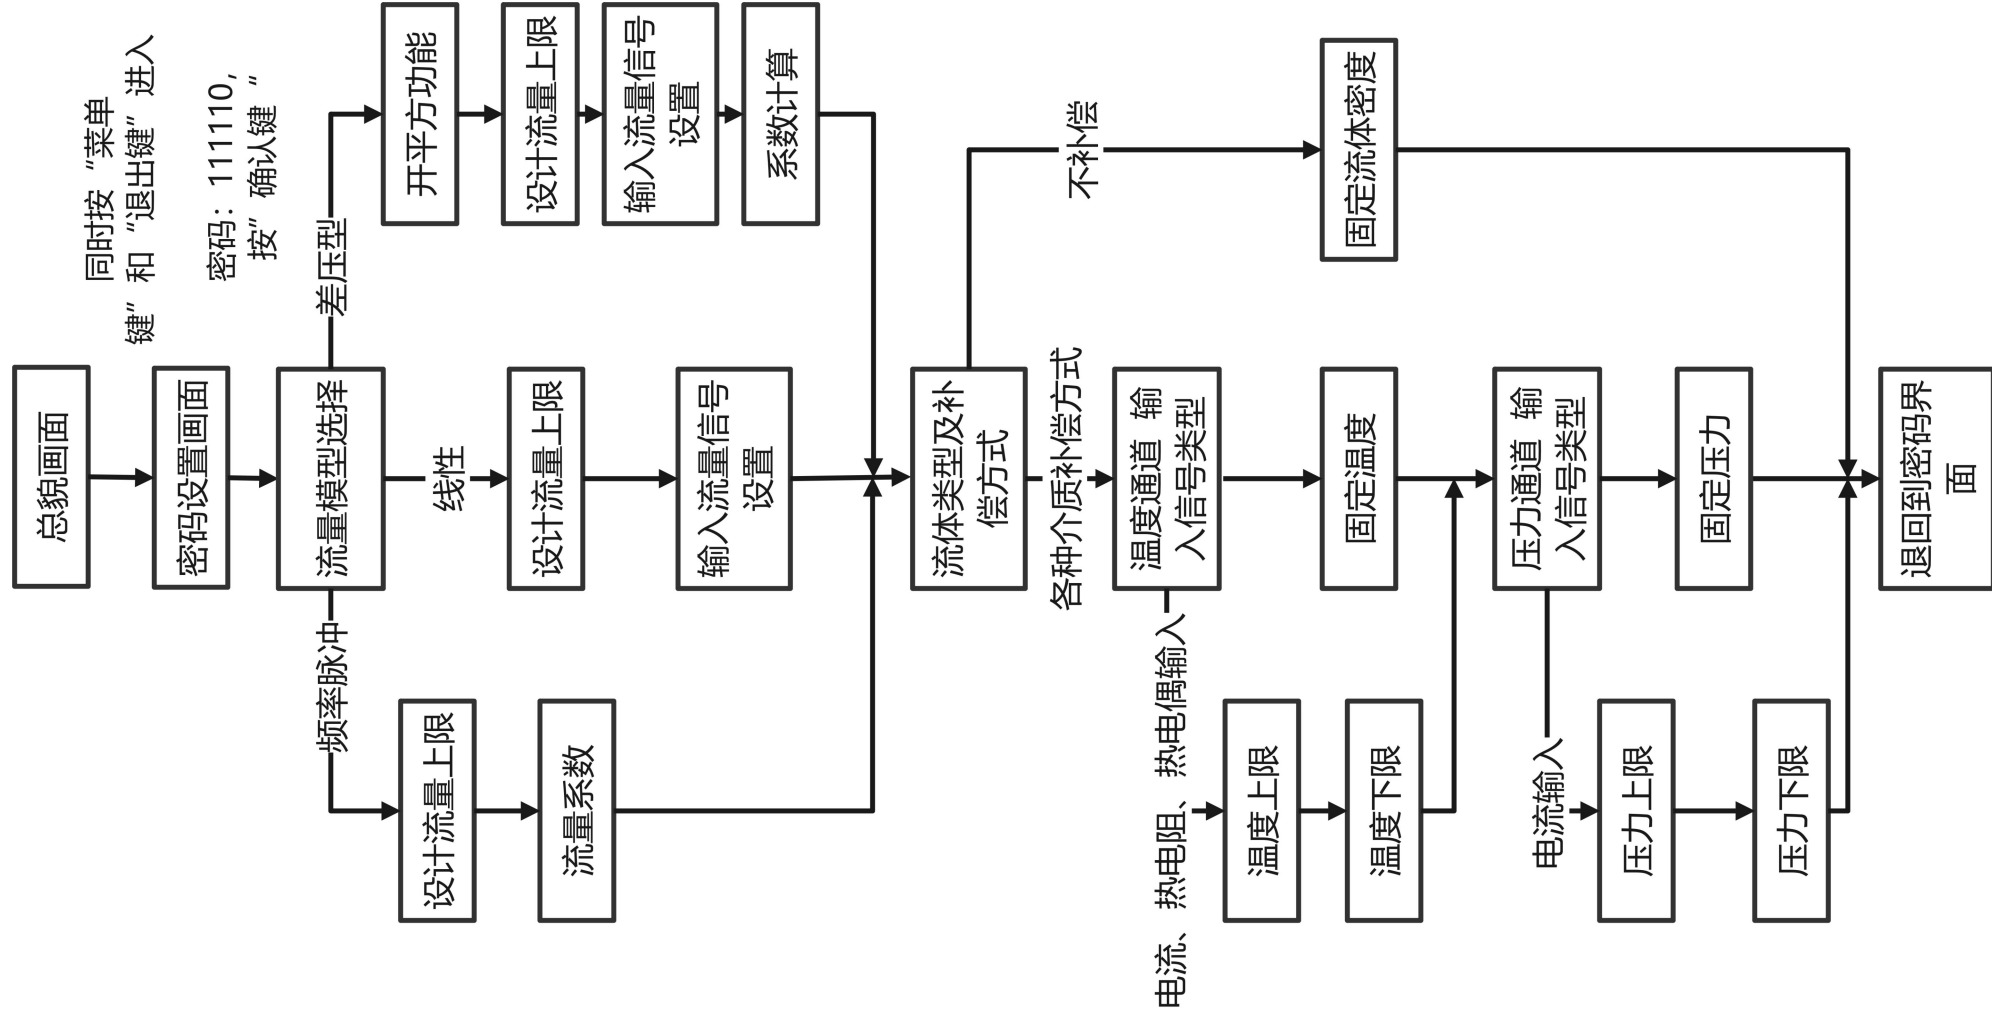 总貌画面
同时按 “菜单
键” 和 “退出键” 进入
密码设置画面
密码：111110,
按” 确认键 “
流量模型选择
频率脉冲
线性
差压型
设计流量上限
流量系数
设计流量上限
输入流量信号
设置
开平方功能
设计流量上限
输入流量信号
设置
系数计算
流体类型及补
偿方式
各种介质补偿方式
不补偿
温度通道 输
入信号类型
电流、 热电阻、 热电偶输入
温度上限
温度下限
固定温度
固定流体密度
压力通道 输
入信号类型
电流输入
压力上限
压力下限
固定压力
退回到密码界
面